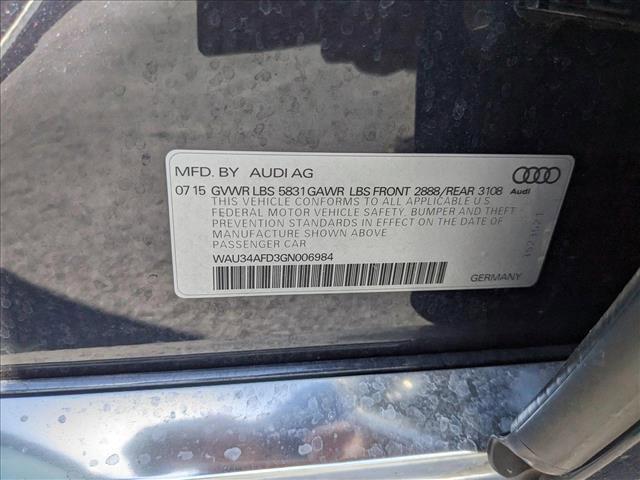 MFD. BY AUDI AG
07 15 GVWR LBS 5831 GAWR LBS FRONT 2888/REAR 3108
Audi
THIS VEHICLE CONFORMS TO ALL APPLICABLE U.S.
FEDERAL MOTOR VEHICLE SAFETY, BUMPER AND THEFT
PREVENTION STANDARDS IN EFFECT ON THE DATE OF
MANUFACTURE SHOWN ABOVE
PASSENGER CAR
WAU34AFD3GN006984
GERMANY